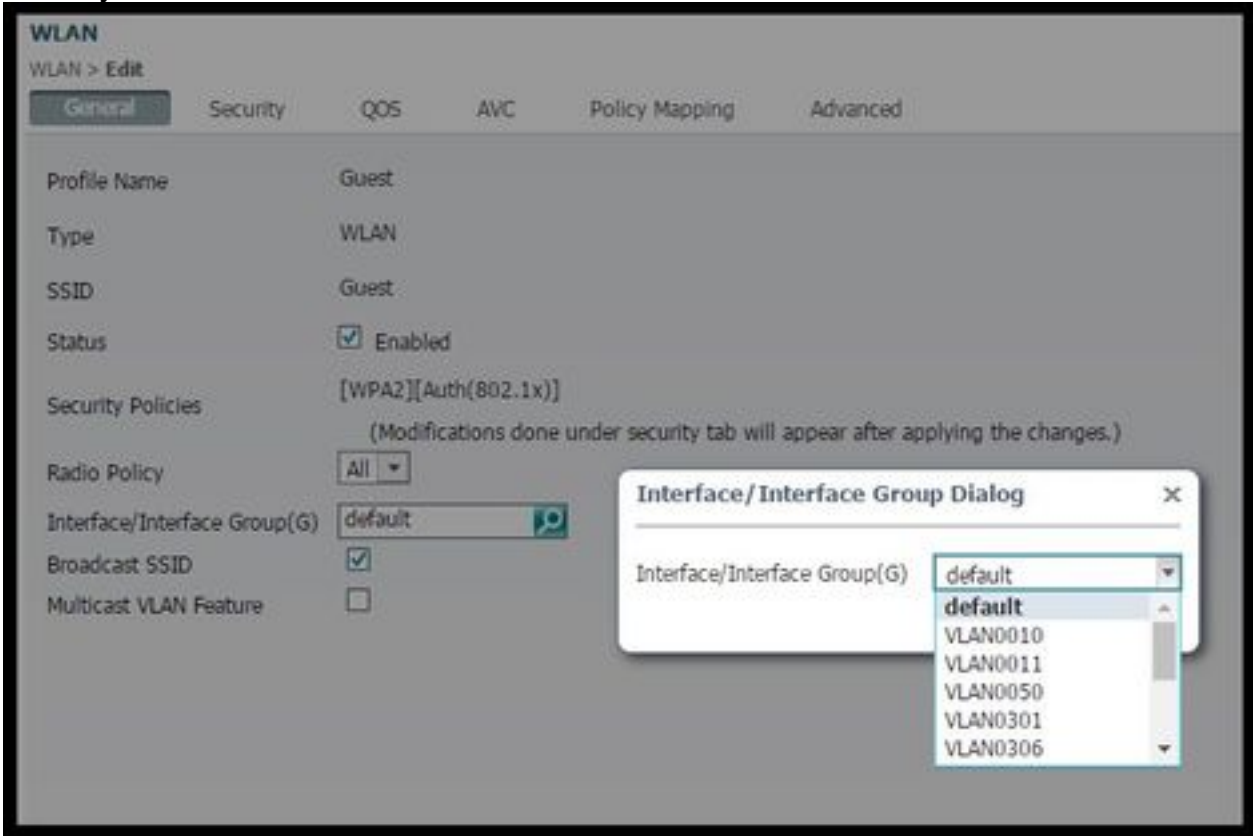 WLAN
WLAN > Edit
General Security QOS AVC Policy Mapping Advanced
Profile Name Guest
Type WLAN
SSID Guest
Status Enabled
Security Policies [WPA2][Auth(802.1x)]
(Modifications done under security tab will appear after applying the changes.)
Radio Policy All
Interface/Interface Group(G) default
Broadcast SSID
Multicast VLAN Feature
Interface/Interface Group Dialog ×
Interface/Interface Group(G) default
default
VLAN0010
VLAN0011
VLAN0050
VLAN0301
VLAN0306